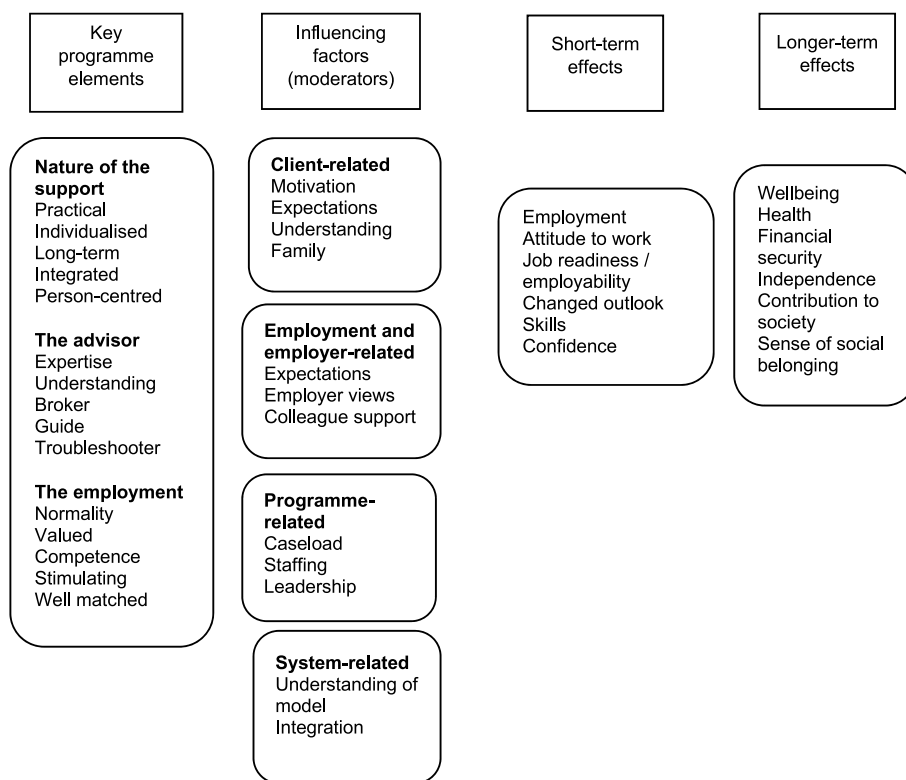 Key
programme
elements
Influencing
factors
(moderators)
Short-term
effects
Longer-term
effects
Nature of the
support
Practical
Individualised
Long-term
Integrated
Person-centred
The advisor
Expertise
Understanding
Broker
Guide
Troubleshooter
The employment
Normality
Valued
Competence
Stimulating
Well matched
Client-related
Motivation
Expectations
Understanding
Family
Employment and
employer-related
Expectations
Employer views
Colleague support
Programme-
related
Caseload
Staffing
Leadership
System-related
Understanding of
model
Integration
Employment
Attitude to work
Job readiness /
employability
Changed outlook
Skills
Confidence
Wellbeing
Health
Financial
security
Independence
Contribution to
society
Sense of social
belonging